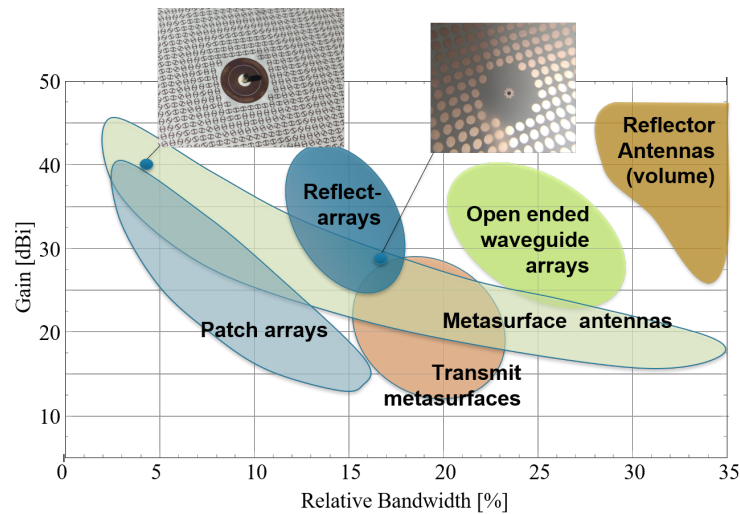 50
40
30
20
10
Gain [dBi]
Reflector
Antennas
(volume)
Reflect-
arrays
Open ended
waveguide
arrays
Patch arrays
Metasurface antennas
Transmit
metasurfaces
0
5
10
15
20
25
30
35
Relative Bandwidth [%]